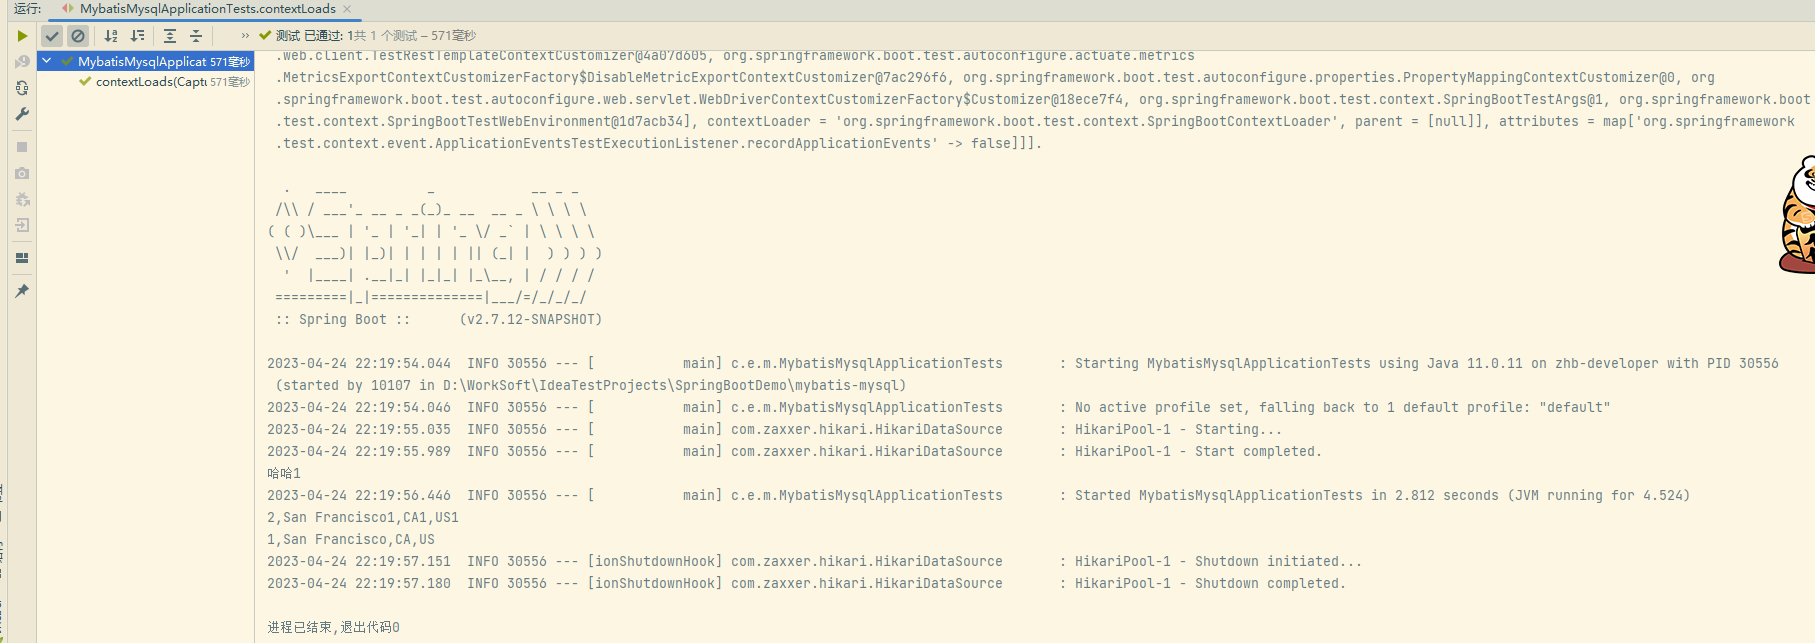 运行: MybatisMysqlApplicationTests.contextLoads ×
» 测试 已通过: 1共 1 个测试 – 571毫秒
MybatisMysqlApplicat 571毫秒
contextLoads(Captu 571毫秒
.web.client.TestRestTemplateContextCustomizer@4a07d605, org.springframework.boot.test.autoconfigure.actuate.metrics
.MetricsExportContextCustomizerFactory$DisableMetricExportContextCustomizer@7ac296f6, org.springframework.boot.test.autoconfigure.properties.PropertyMappingContextCustomizer@0, org
.springframework.boot.test.autoconfigure.web.servlet.WebDriverContextCustomizerFactory$Customizer@18ece7f4, org.springframework.boot.test.context.SpringBootTestArgs@1, org.springframework.boot
.test.context.SpringBootTestWebEnvironment@1d7acb34], contextLoader = 'org.springframework.boot.test.context.SpringBootContextLoader', parent = [null]], attributes = map['org.springframework
.test.context.event.ApplicationEventsTestExecutionListener.recordApplicationEvents' -> false]]].
  .   ____          _            __ _ _
 /\\ / ___'_ __ _ _(_)_ __  __ _ \ \ \ \
( ( )\___ | '_ | '_| | '_ \/ _` | \ \ \ \
 \\/  ___)| |_)| | | | | || (_| |  ) ) ) )
  '  |____| .__|_| |_|_| |_\__, | / / / /
 =========|_|==============|___/=/_/_/_/
 :: Spring Boot ::      (v2.7.12-SNAPSHOT)
2023-04-24 22:19:54.044  INFO 30556 --- [           main] c.e.m.MybatisMysqlApplicationTests       : Starting MybatisMysqlApplicationTests using Java 11.0.11 on zhb-developer with PID 30556
 (started by 10107 in D:\WorkSoft\IdeaTestProjects\SpringBootDemo\mybatis-mysql)
2023-04-24 22:19:54.046  INFO 30556 --- [           main] c.e.m.MybatisMysqlApplicationTests       : No active profile set, falling back to 1 default profile: "default"
2023-04-24 22:19:55.035  INFO 30556 --- [           main] com.zaxxer.hikari.HikariDataSource       : HikariPool-1 - Starting...
2023-04-24 22:19:55.989  INFO 30556 --- [           main] com.zaxxer.hikari.HikariDataSource       : HikariPool-1 - Start completed.
哈哈1
2023-04-24 22:19:56.446  INFO 30556 --- [           main] c.e.m.MybatisMysqlApplicationTests       : Started MybatisMysqlApplicationTests in 2.812 seconds (JVM running for 4.524)
2,San Francisco1,CA1,US1
1,San Francisco,CA,US
2023-04-24 22:19:57.151  INFO 30556 --- [ionShutdownHook] com.zaxxer.hikari.HikariDataSource       : HikariPool-1 - Shutdown initiated...
2023-04-24 22:19:57.180  INFO 30556 --- [ionShutdownHook] com.zaxxer.hikari.HikariDataSource       : HikariPool-1 - Shutdown completed.
进程已结束,退出代码0